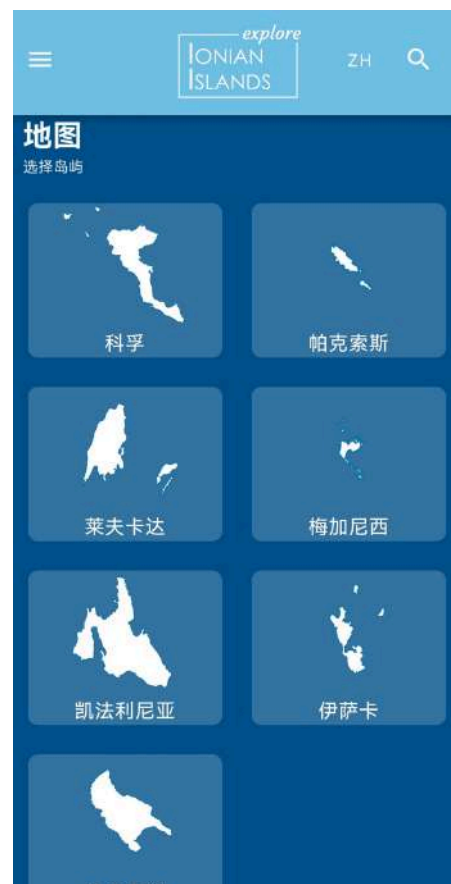 explore
IONIAN
ISLANDS
ZH
地图
选择岛屿
科孚
帕克索斯
莱夫卡达
梅加尼西
凯法利尼亚
伊萨卡